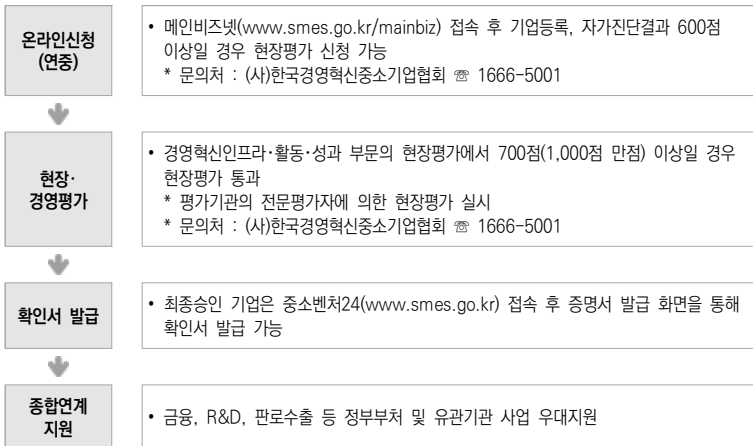 온라인신청
(연중)
• 메인비즈넷(www.smes.go.kr/mainbiz) 접속 후 기업등록, 자가진단결과 600점
이상일 경우 현장평가 신청 가능
* 문의처 : (사)한국경영혁신중소기업협회 ☎ 1666-5001
현장·
경영평가
• 경영혁신인프라·활동·성과 부문의 현장평가에서 700점(1,000점 만점) 이상일 경우
현장평가 통과
* 평가기관의 전문평가자에 의한 현장평가 실시
* 문의처 : (사)한국경영혁신중소기업협회 ☎ 1666-5001
확인서 발급
• 최종승인 기업은 중소벤처24(www.smes.go.kr) 접속 후 증명서 발급 화면을 통해
확인서 발급 가능
종합연계
지원
• 금융, R&D, 판로수출 등 정부부처 및 유관기관 사업 우대지원